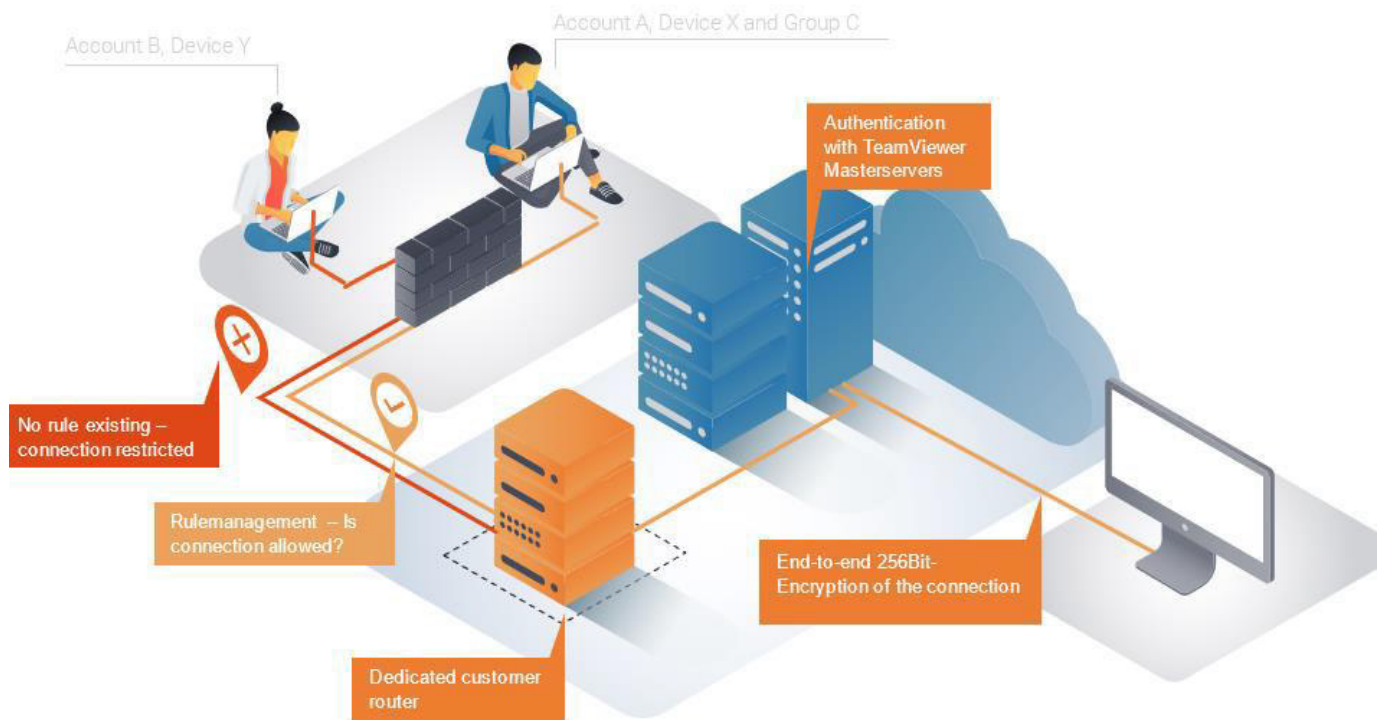 Account A, Device X and Group C
Account B, Device Y
Authentication
with TeamViewer
Masterservers
No rule existing –
connection restricted
Rulemanagement – Is
connection allowed?
End-to-end 256Bit-
Encryption of the connection
Dedicated customer
router